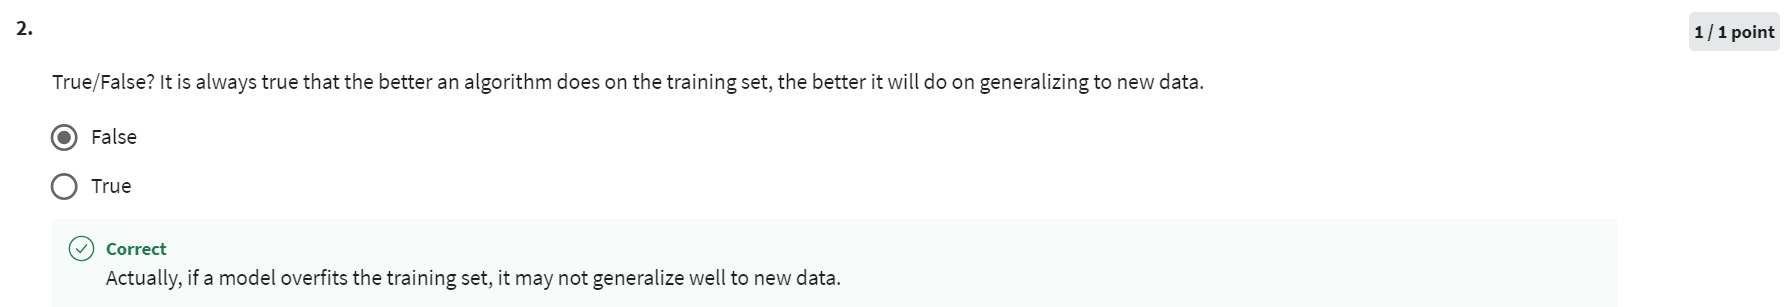 2.
1 / 1 point
True/False? It is always true that the better an algorithm does on the training set, the better it will do on generalizing to new data.
False
True
Correct
Actually, if a model overfits the training set, it may not generalize well to new data.